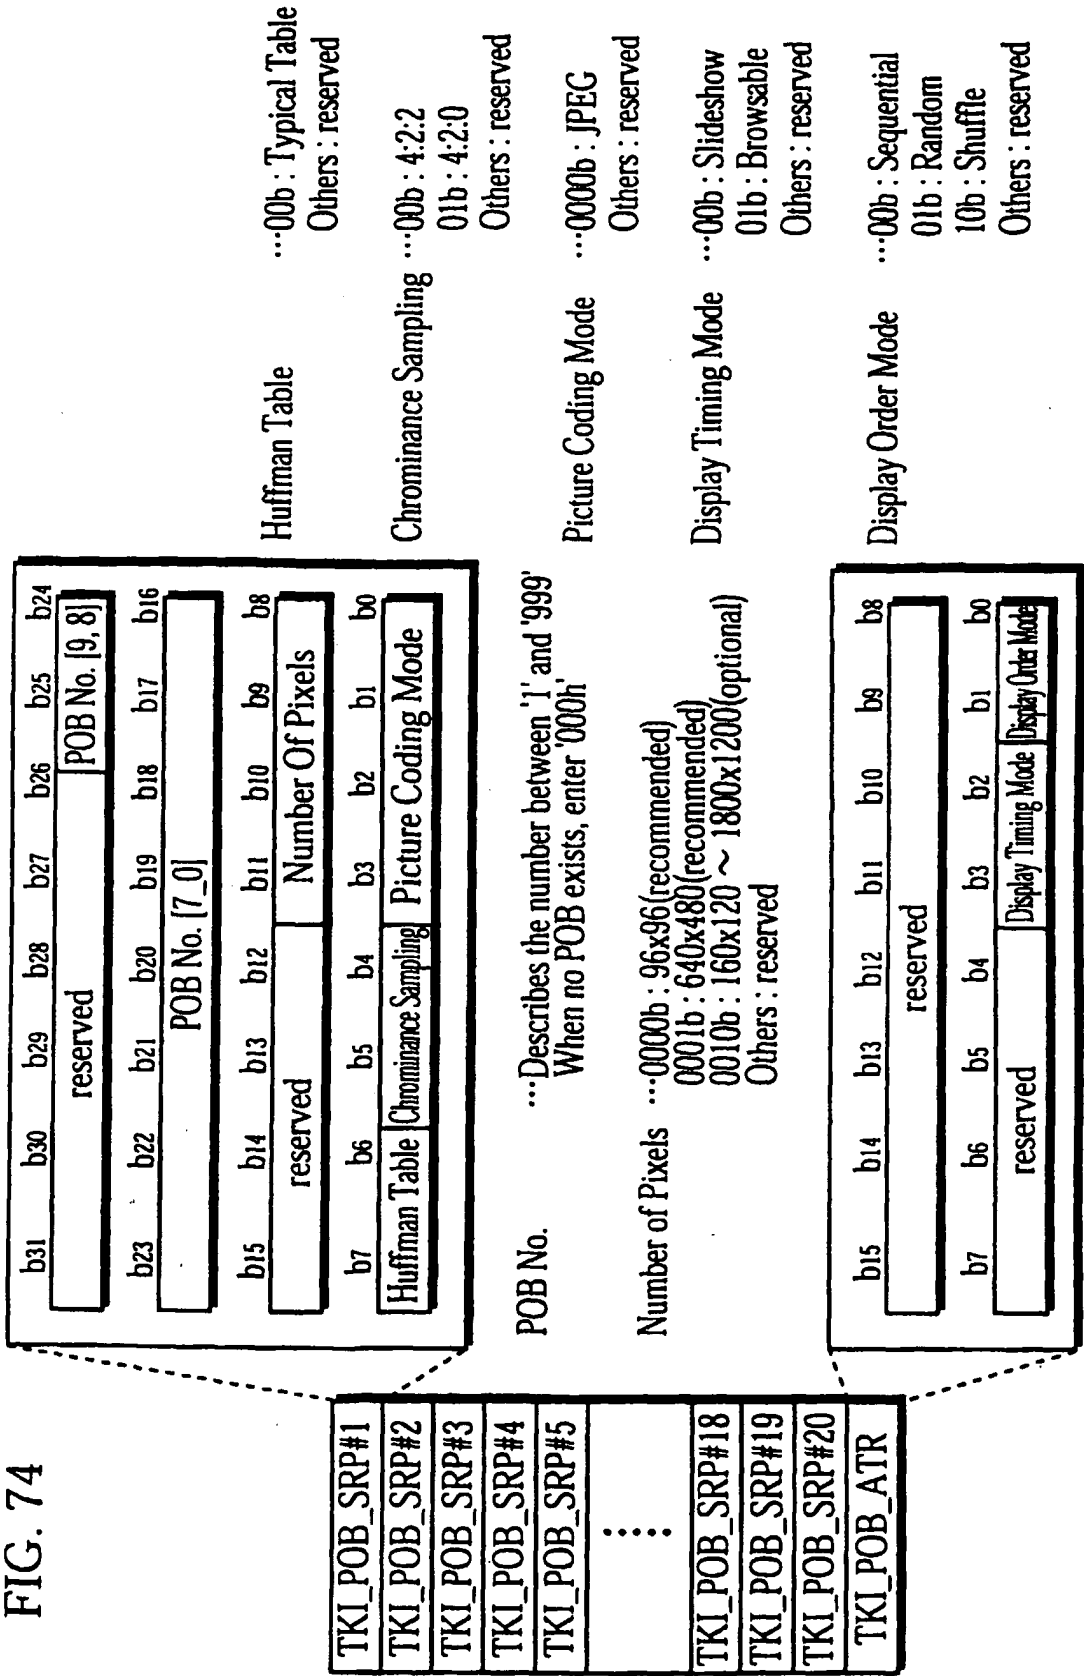 FIG. 74
TKI_POB_SRP#1
TKI_POB_SRP#2
TKI_POB_SRP#3
TKI_POB_SRP#4
TKI_POB_SRP#5
.....
TKI_POB_SRP#18
TKI_POB_SRP#19
TKI_POB_SRP#20
TKI_POB_ATR
b31 b30 b29 b28 b27 b26 b25 b24
reserved POB No. [9, 8]
b23 b22 b21 b20 b19 b18 b17 b16
POB No. [7_0]
b15 b14 b13 b12 b11 b10 b9 b8
reserved Number Of Pixels
b7 b6 b5 b4 b3 b2 b1 b0
Huffman Table Chrominance Sampling Picture Coding Mode
POB No. ...Describes the number between '1' and '999'
When no POB exists, enter '000h'
Number of Pixels ...0000b : 96x96(recommended)
0001b : 640x480(recommended)
0010b : 160x120 ~ 1800x1200(optional)
Others : reserved
b15 b14 b13 b12 b11 b10 b9 b8
reserved
b7 b6 b5 b4 b3 b2 b1 b0
reserved Display Timing Mode Display Order Mode
Huffman Table ...00b : Typical Table
Others : reserved
Chrominance Sampling ...00b : 4:2:2
01b : 4:2:0
Others : reserved
Picture Coding Mode ...0000b : JPEG
Others : reserved
Display Timing Mode ...00b : Slideshow
01b : Browsable
Others : reserved
Display Order Mode ...00b : Sequential
01b : Random
10b : Shuffle
Others : reserved